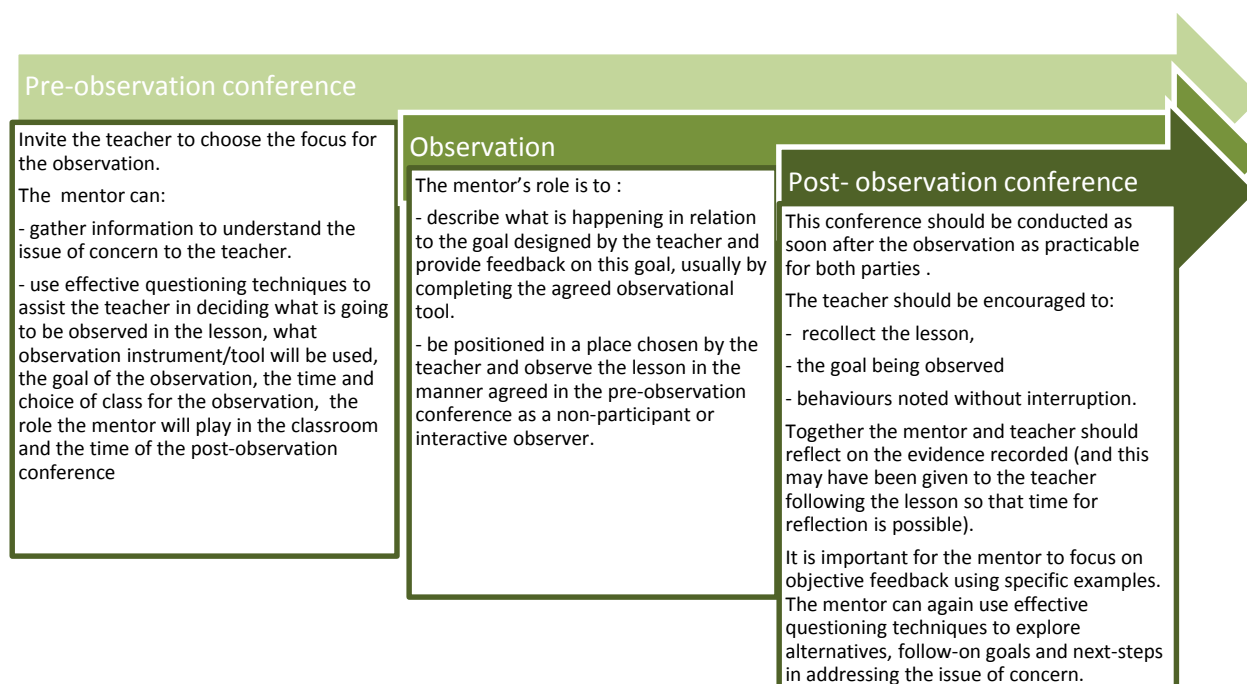 Pre-observation conference
Invite the teacher to choose the focus for
the observation.
The  mentor can:
- gather information to understand the
issue of concern to the teacher.
- use effective questioning techniques to
assist the teacher in deciding what is going
to be observed in the lesson, what
observation instrument/tool will be used,
the goal of the observation, the time and
choice of class for the observation,  the
role the mentor will play in the classroom
and the time of the post-observation
conference
Observation
The mentor’s role is to :
- describe what is happening in relation
to the goal designed by the teacher and
provide feedback on this goal, usually by
completing the agreed observational
tool.
- be positioned in a place chosen by the
teacher and observe the lesson in the
manner agreed in the pre-observation
conference as a non-participant or
interactive observer.
Post- observation conference
This conference should be conducted as
soon after the observation as practicable
for both parties .
The teacher should be encouraged to:
-  recollect the lesson,
- the goal being observed
- behaviours noted without interruption.
Together the mentor and teacher should
reflect on the evidence recorded (and this
may have been given to the teacher
following the lesson so that time for
reflection is possible).
It is important for the mentor to focus on
objective feedback using specific examples.
The mentor can again use effective
questioning techniques to explore
alternatives, follow-on goals and next-steps
in addressing the issue of concern.